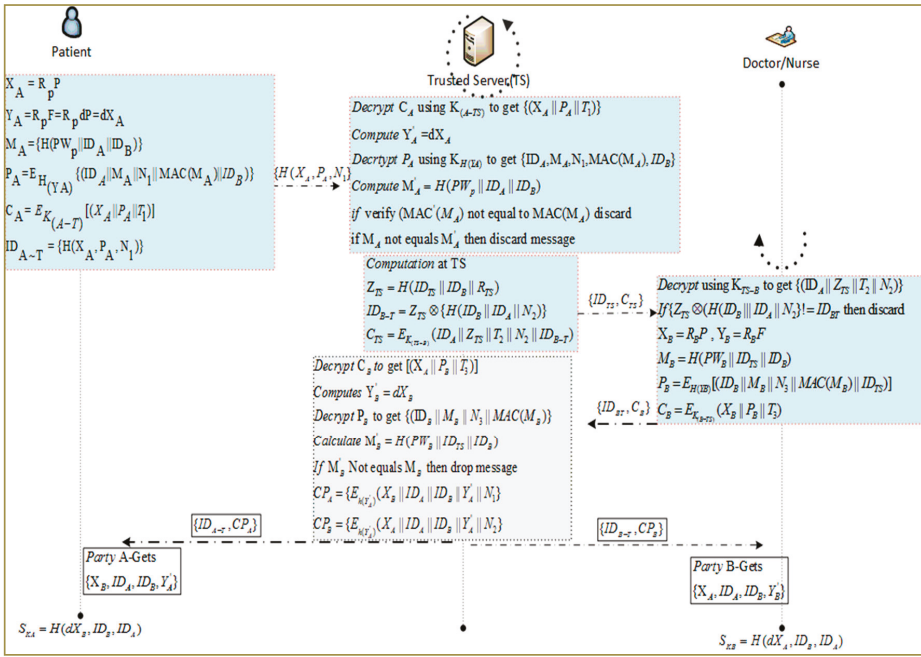 Patient
Trusted Server(TS)
Doctor/Nurse
X_A = R_p P
Y_A = R_p F = R_p dP = dX_A
M_A = {H(PW_p || ID_A || ID_B)}
P_A = E_H(YA) {(ID_A || M_A || N_1 || MAC(M_A) || ID_B)}
C_A = E_K(A-T) [(X_A || P_A || T_1)]
ID_A~T = {H(X_A, P_A, N_1)}
{H(X_A, P_A, N_1}
Decrypt C_A using K_(A-TS) to get {(X_A || P_A || T_1)}
Compute Y'_A = dX_A
Decrtypt P_A using K_H(YA) to get {ID_A, M_A, N_1, MAC(M_A), ID_B}
Compute M'_A = H(PW_p || ID_A || ID_B)
if verify (MAC'(M_A) not equal to MAC(M_A) discard
if M_A not equals M'_A then discard message
Computation at TS
Z_TS = H(ID_TS || ID_B || R_TS)
ID_B-T = Z_TS ⊗ {H(ID_B || ID_A || N_2)}
C_TS = E_K(TS-B) (ID_A || Z_TS || T_2 || N_2 || ID_B-T)
{ID_TS, C_TS}
Decrypt using K_TS-B to get {(ID_A || Z_TS || T_2 || N_2)}
If{Z_TS ⊗ (H(ID_B ||| ID_A || N_2} != ID_BT then discard
X_B = R_B P , Y_B = R_B F
M_B = H(PW_B || ID_TS || ID_B)
P_B = E_H(YB) [(ID_B || M_B || N_3 || MAC(M_B) || ID_TS)]
C_B = E_K(B-TS) (X_B || P_B || T_3)
{ID_BT, C_B}
Decrypt C_B to get [(X_A || P_B || T_3)]
Computes Y'_B = dX_B
Decrypt P_B to get {(ID_B || M_B || N_3 || MAC(M_B)}
Calculate M'_B = H(PW_B || ID_TS || ID_B)
If M'_B Not equals M_B then drop message
CP_A = {E_h(Y'_A) (X_B || ID_A || ID_B || Y'_A || N_1}
CP_B = {E_h(Y'_A) (X_A || ID_A || ID_B || Y'_A || N_2}
{ID_A-T, CP_A}
{ID_B-T, CP_B}
Party A-Gets
{X_B, ID_A, ID_B, Y'_A}
Party B-Gets
{X_A, ID_A, ID_B, Y'_B}
S_KA = H(dX_B, ID_B, ID_A)
S_KB = H(dX_A, ID_B, ID_A)